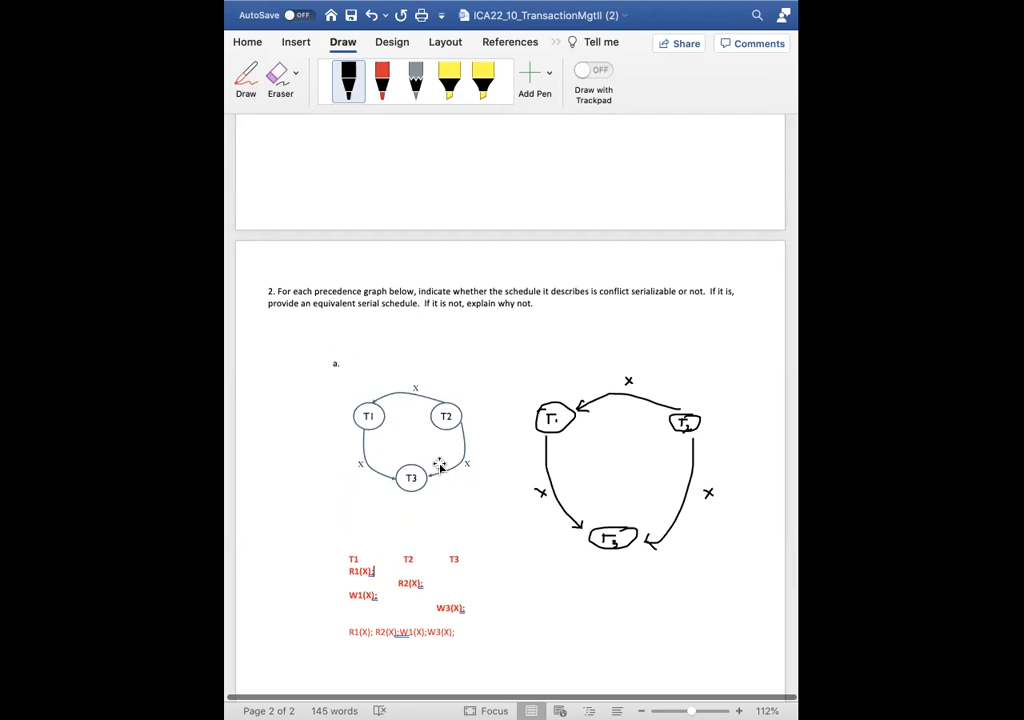 AutoSave OFF ICA22_10_TransactionMgtII (2)
Home Insert Draw Design Layout References Tell me Share Comments
OFF
Draw Eraser Add Pen Draw with
Trackpad
2. For each precedence graph below, indicate whether the schedule it describes is conflict serializable or not. If it is,
provide an equivalent serial schedule. If it is not, explain why not.
a.
X
T1 T2
X X
T3
X
T1 T2
X X
T3
T1 T2 T3
R1(X);
R2(X);
W1(X);
W3(X);
R1(X); R2(X);W1(X);W3(X);
Page 2 of 2 145 words Focus 112%